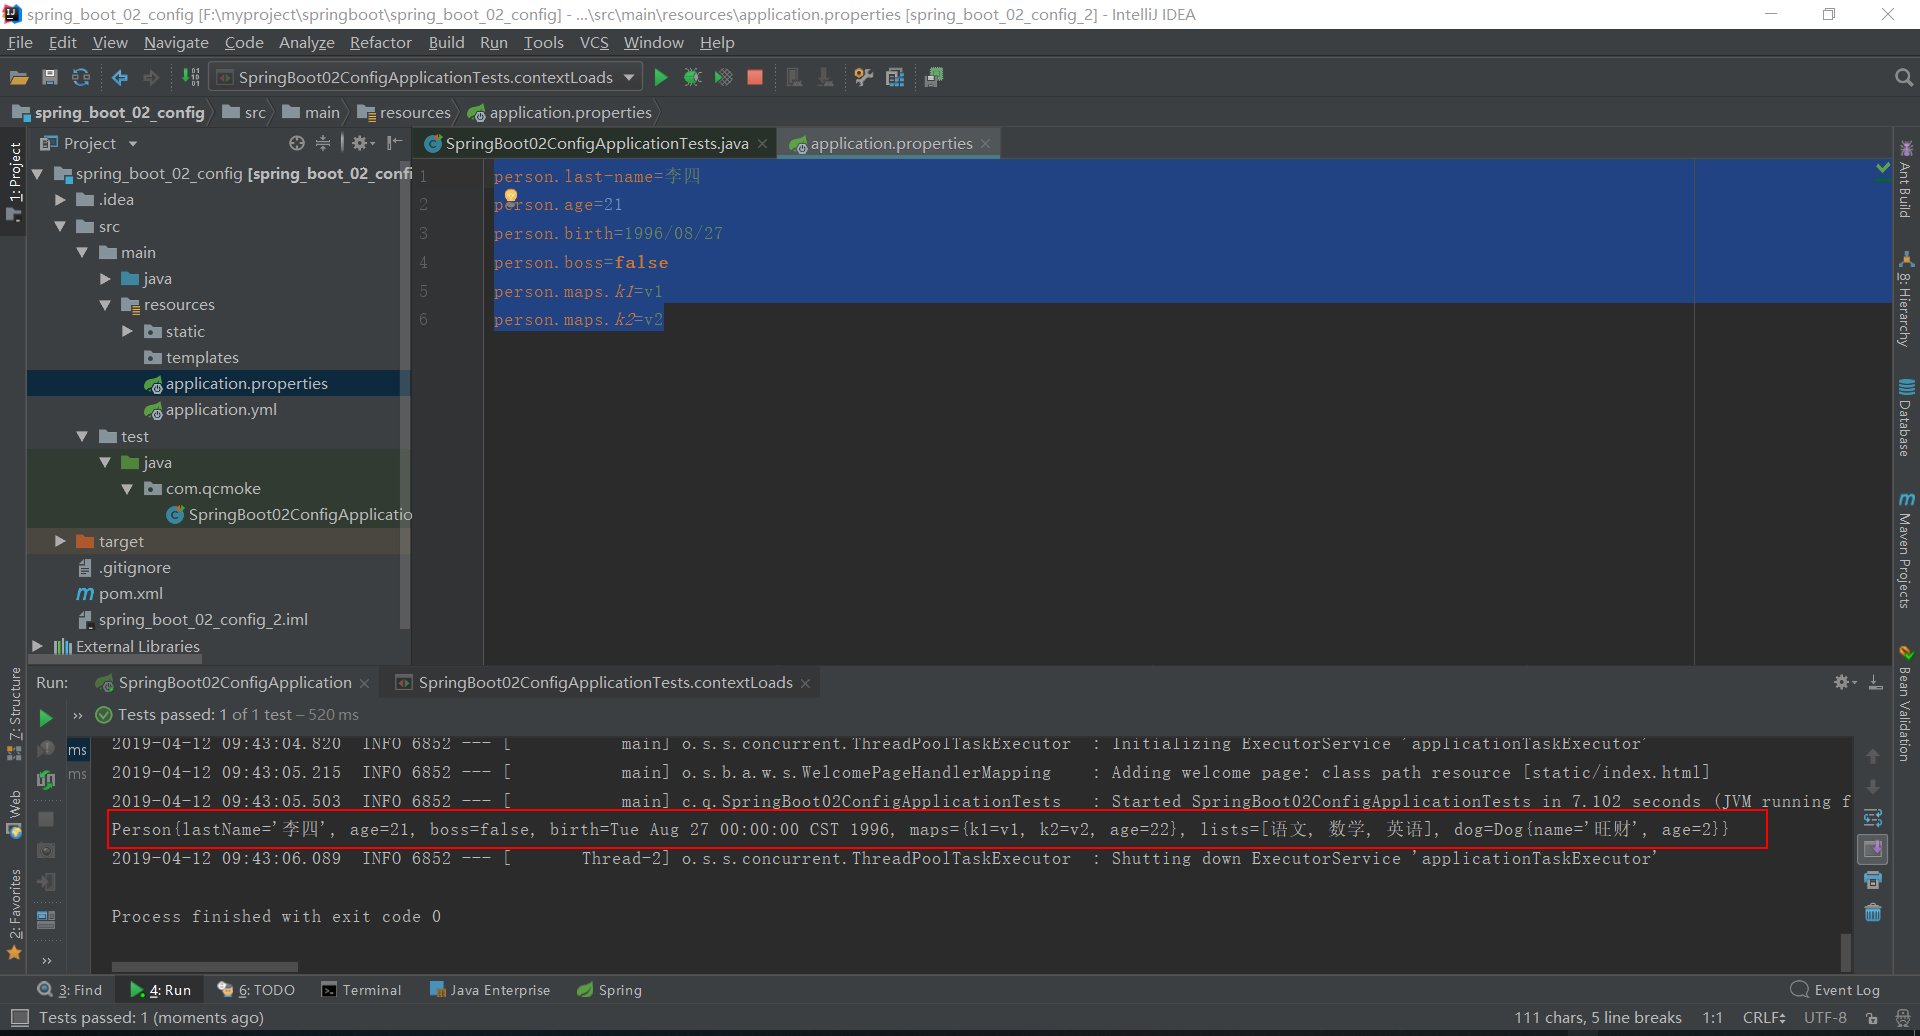 spring_boot_02_config [F:\myproject\springboot\spring_boot_02_config] - ...\src\main\resources\application.properties [spring_boot_02_config_2] - IntelliJ IDEA
File Edit View Navigate Code Analyze Refactor Build Run Tools VCS Window Help
SpringBoot02ConfigApplicationTests.contextLoads
spring_boot_02_config src main resources application.properties
Project
SpringBoot02ConfigApplicationTests.java
application.properties
1: Project
spring_boot_02_config [spring_boot_02_confi
.idea
src
main
java
resources
static
templates
application.properties
application.yml
test
java
com.qcmoke
SpringBoot02ConfigApplicatio
target
.gitignore
pom.xml
spring_boot_02_config_2.iml
External Libraries
1 person.last-name=李四
2 person.age=21
3 person.birth=1996/08/27
4 person.boss=false
5 person.maps.k1=v1
6 person.maps.k2=v2
Ant Build
8: Hierarchy
Database
Maven Projects
Bean Validation
7: Structure
Web
2: Favorites
Run: SpringBoot02ConfigApplication SpringBoot02ConfigApplicationTests.contextLoads
Tests passed: 1 of 1 test – 520 ms
ms
ms
2019-04-12 09:43:04.820 INFO 6852 --- [ main] o.s.s.concurrent.ThreadPoolTaskExecutor : Initializing ExecutorService 'applicationTaskExecutor'
2019-04-12 09:43:05.215 INFO 6852 --- [ main] o.s.b.a.w.s.WelcomePageHandlerMapping : Adding welcome page: class path resource [static/index.html]
2019-04-12 09:43:05.503 INFO 6852 --- [ main] c.q.SpringBoot02ConfigApplicationTests : Started SpringBoot02ConfigApplicationTests in 7.102 seconds (JVM running f
Person{lastName='李四', age=21, boss=false, birth=Tue Aug 27 00:00:00 CST 1996, maps={k1=v1, k2=v2, age=22}, lists=[语文, 数学, 英语], dog=Dog{name='旺财', age=2}}
2019-04-12 09:43:06.089 INFO 6852 --- [ Thread-2] o.s.s.concurrent.ThreadPoolTaskExecutor : Shutting down ExecutorService 'applicationTaskExecutor'
Process finished with exit code 0
3: Find 4: Run 6: TODO Terminal Java Enterprise Spring Event Log
Tests passed: 1 (moments ago) 111 chars, 5 line breaks 1:1 CRLF UTF-8